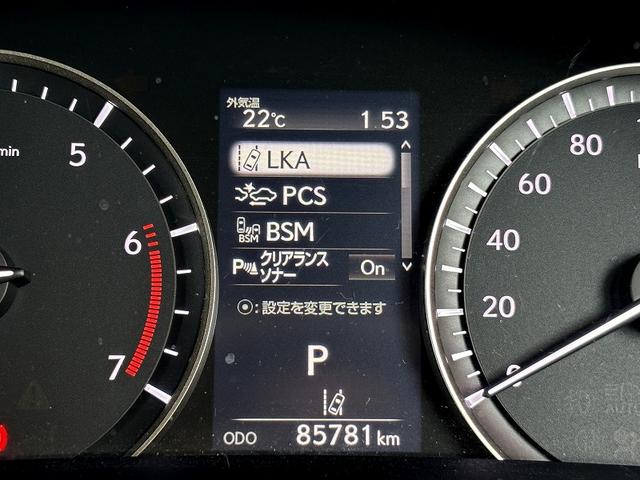 外気温
22℃ 1.53
LKA
PCS
BSM BSM
P クリアランス
ソナー On
⦿:設定を変更できます
P
ODO 85781 km
min
5
6
7
80
60
40
20
0